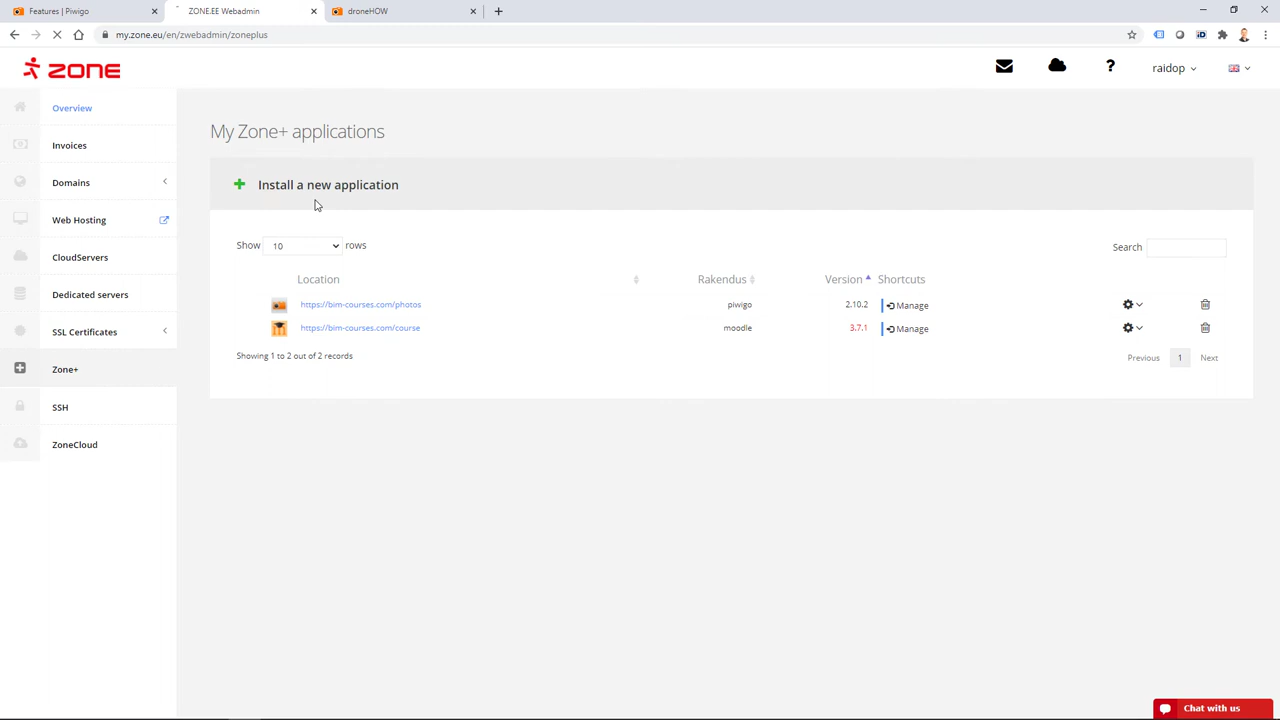 Features | Piwigo
ZONE.EE Webadmin
droneHOW
my.zone.eu/en/zwebadmin/zoneplus
ZONE
raidop
Overview
Invoices
Domains
Web Hosting
CloudServers
Dedicated servers
SSL Certificates
Zone+
SSH
ZoneCloud
My Zone+ applications
Install a new application
Show 10 rows
Search
Location Rakendus Version Shortcuts
https://bim-courses.com/photos piwigo 2.10.2 Manage
https://bim-courses.com/course moodle 3.7.1 Manage
Showing 1 to 2 out of 2 records
Previous 1 Next
Chat with us